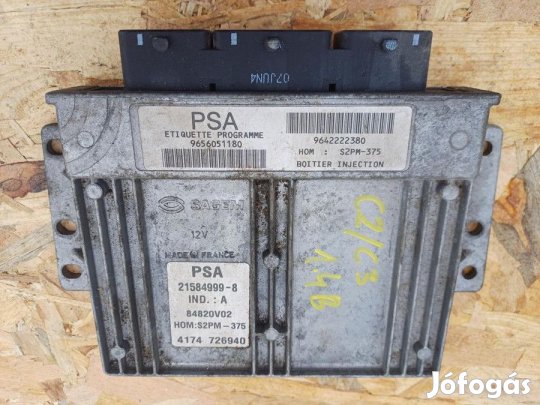 07JUN4
PSA
ETIQUETTE PROGRAMME
9656051180
9642222380
HOM : S2PM-375
BOITIER INJECTION
SAGEM
12V
MADE IN FRANCE
PSA
21584999-8
IND.: A
84820V02
HOM:S2PM-375
4174 726940
C2/C3
1.4B
Jófogás